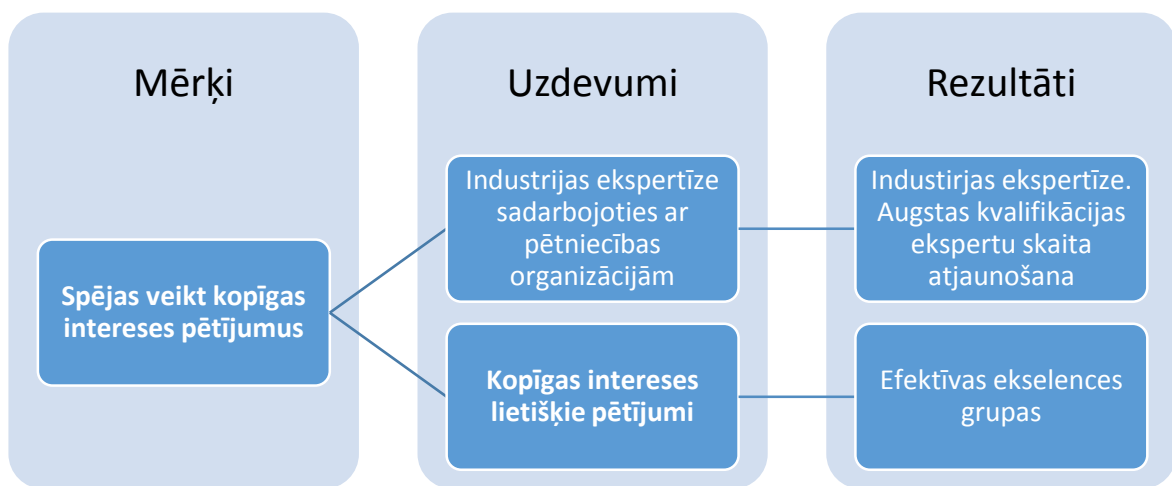 Mērķi
Spējas veikt kopīgas
intereses pētījumus
Uzdevumi
Industrijas ekspertīze
sadarbojoties ar
pētniecības
organizācijām
Kopīgas intereses
lietišķie pētījumi
Rezultāti
Industirjas ekspertīze.
Augstas kvalifikācijas
ekspertu skaita
atjaunošana
Efektīvas ekselences
grupas